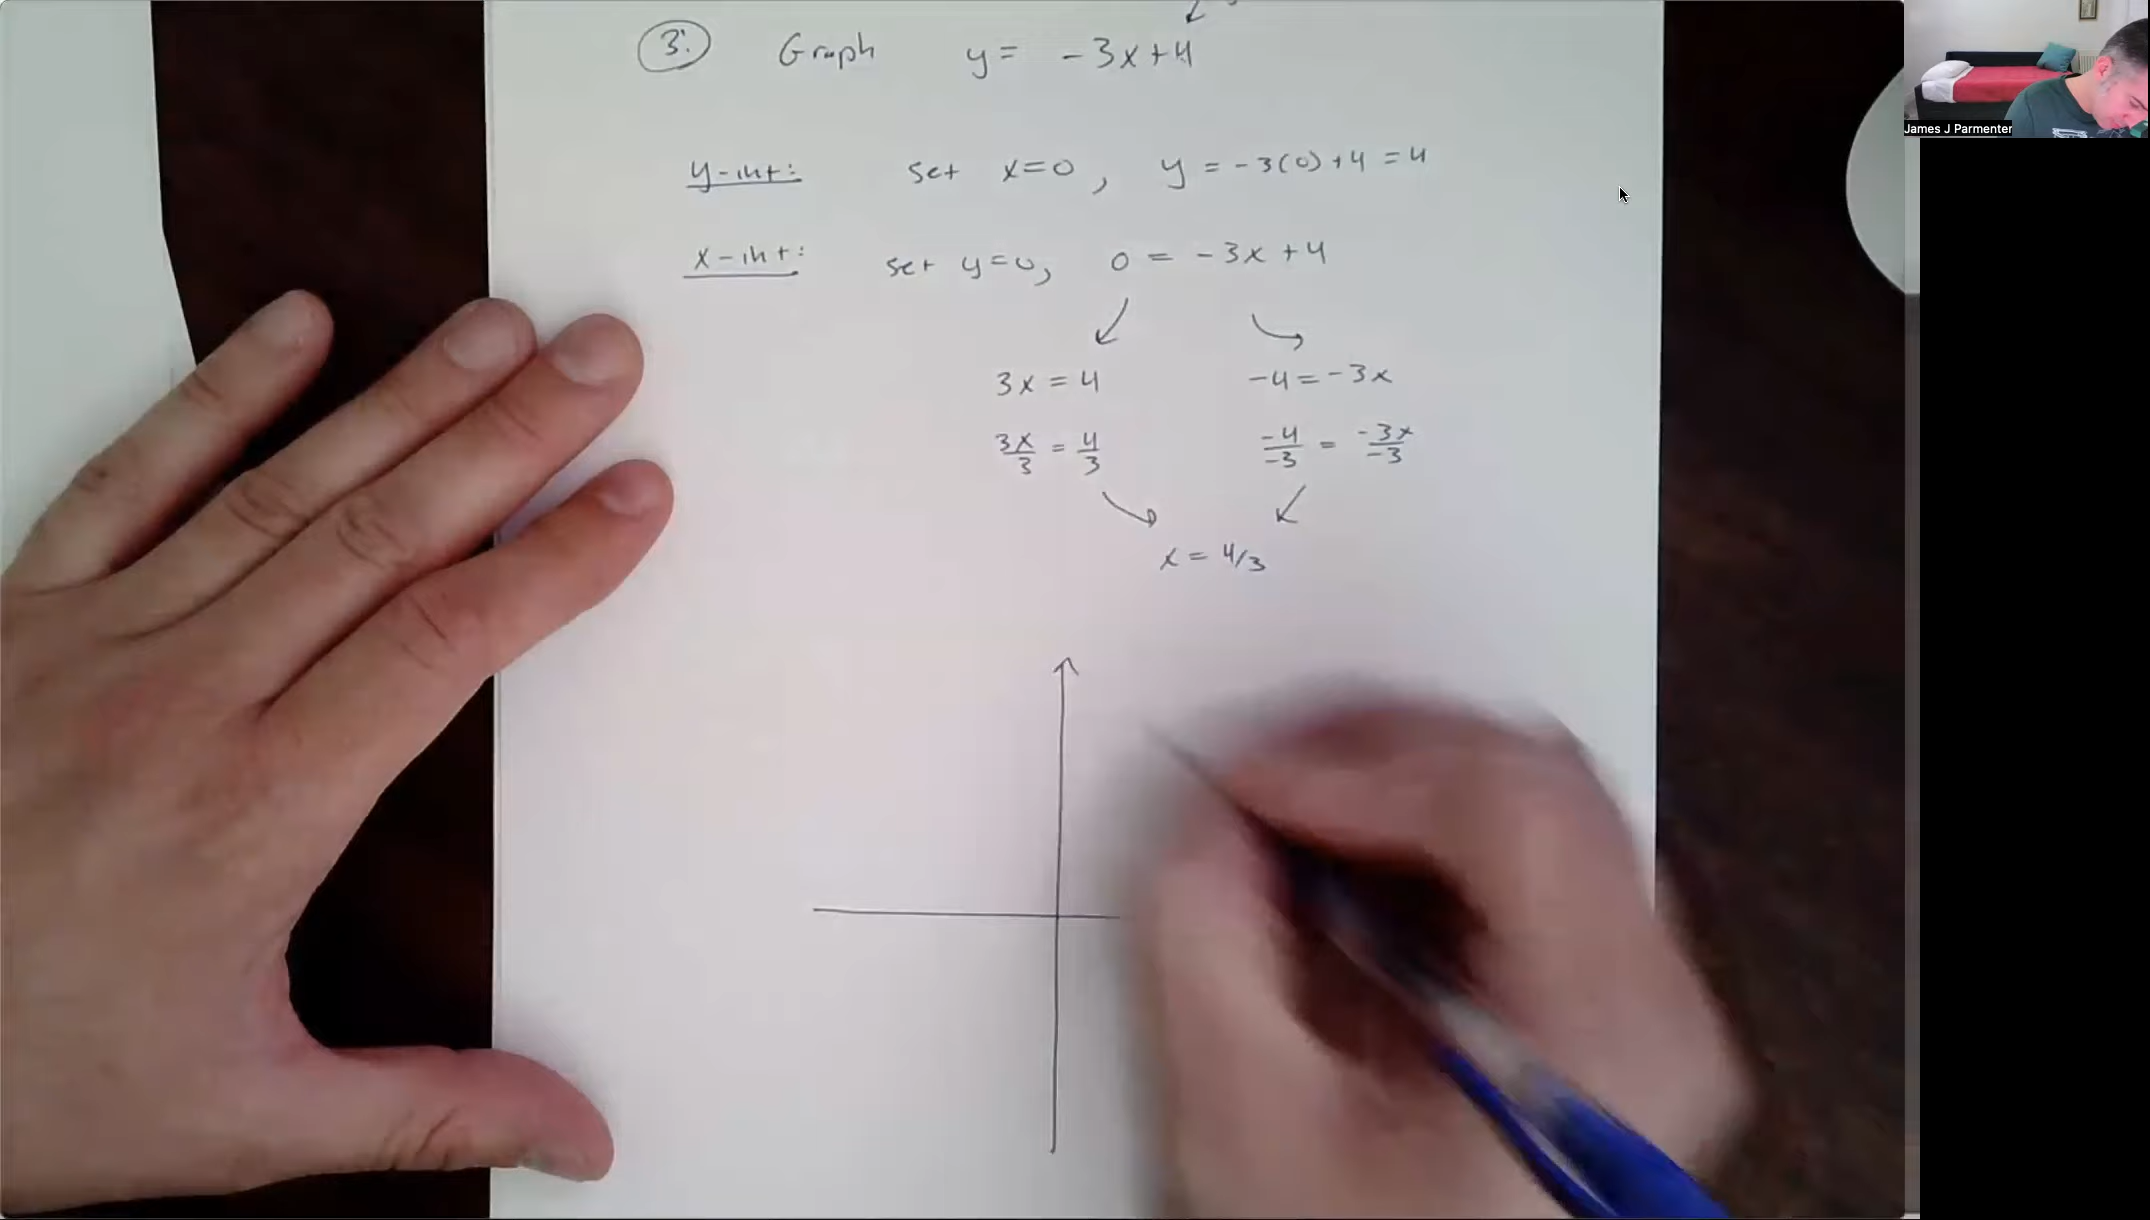 3. Graph y = -3x+4
James J Parmenter
y-int: set x=0, y = -3(0)+4 = 4
x-int: set y=0, 0 = -3x+4
3x = 4 -4 = -3x
3x/3 = 4/3 -4/-3 = -3x/-3
x = 4/3